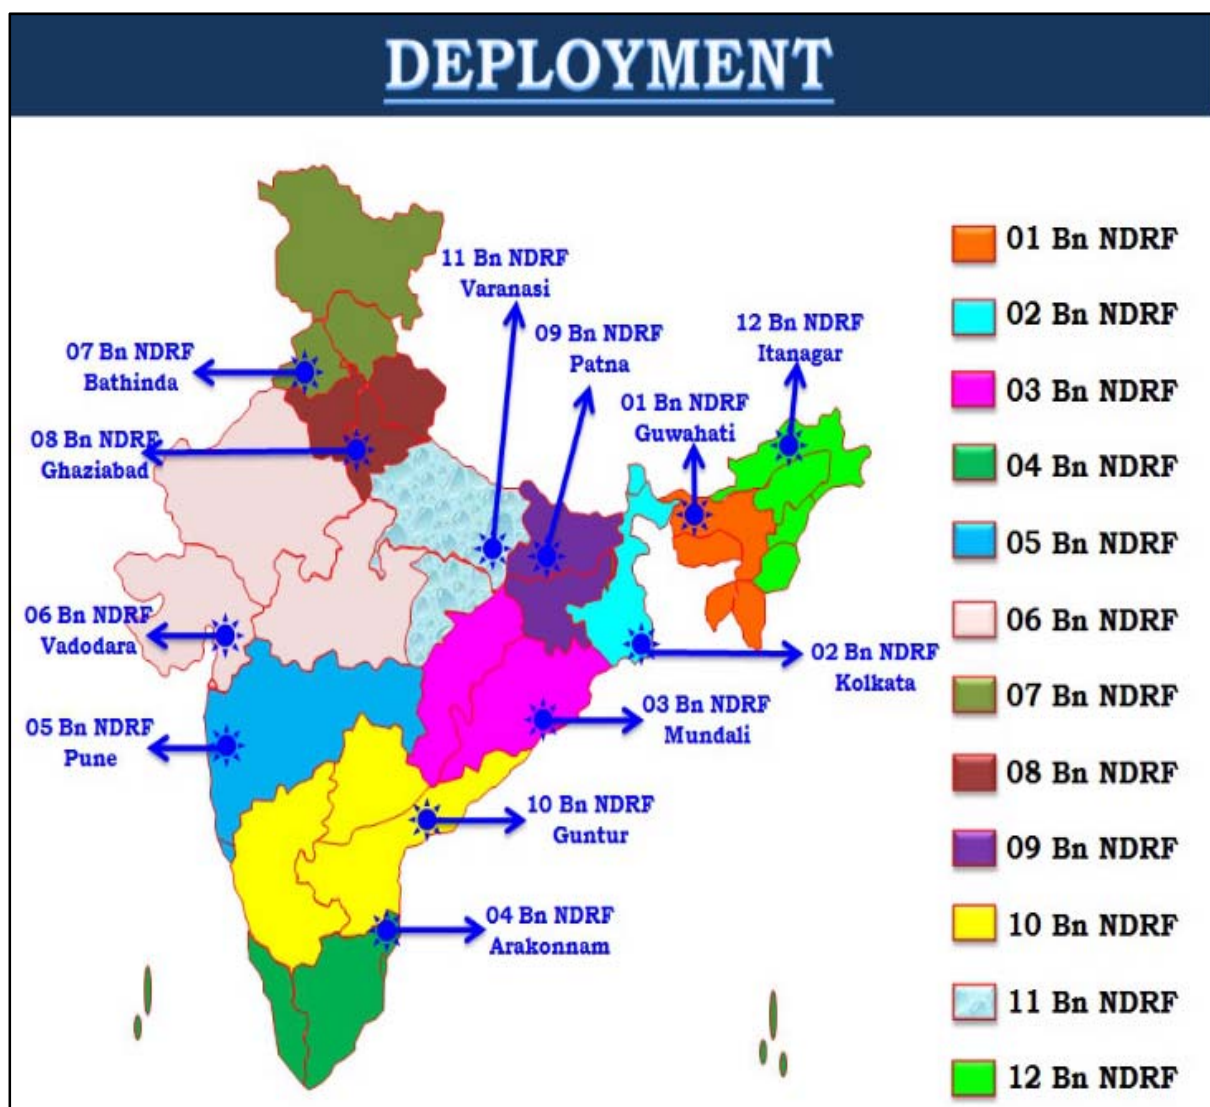 DEPLOYMENT
11 Bn NDRF
Varanasi
09 Bn NDRF
Patna
12 Bn NDRF
Itanagar
07 Bn NDRF
Bathinda
01 Bn NDRF
Guwahati
08 Bn NDRF
Ghaziabad
06 Bn NDRF
Vadodara
02 Bn NDRF
Kolkata
05 Bn NDRF
Pune
03 Bn NDRF
Mundali
10 Bn NDRF
Guntur
04 Bn NDRF
Arakonnam
01 Bn NDRF
02 Bn NDRF
03 Bn NDRF
04 Bn NDRF
05 Bn NDRF
06 Bn NDRF
07 Bn NDRF
08 Bn NDRF
09 Bn NDRF
10 Bn NDRF
11 Bn NDRF
12 Bn NDRF